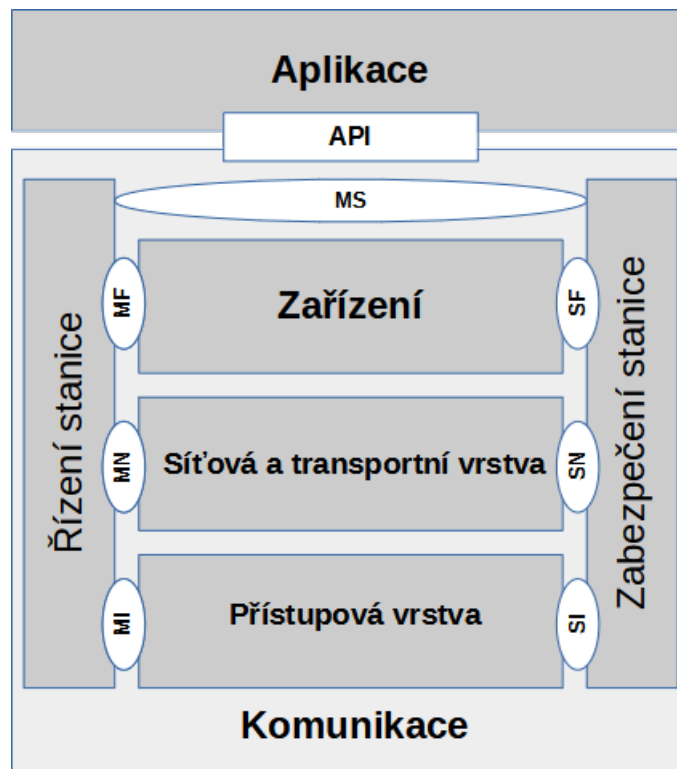 Aplikace
API
MS
Řízení stanice
MF
Zařízení
SF
Zabezpečení stanice
MN
Síťová a transportní vrstva
SN
MI
Přístupová vrstva
SI
Komunikace